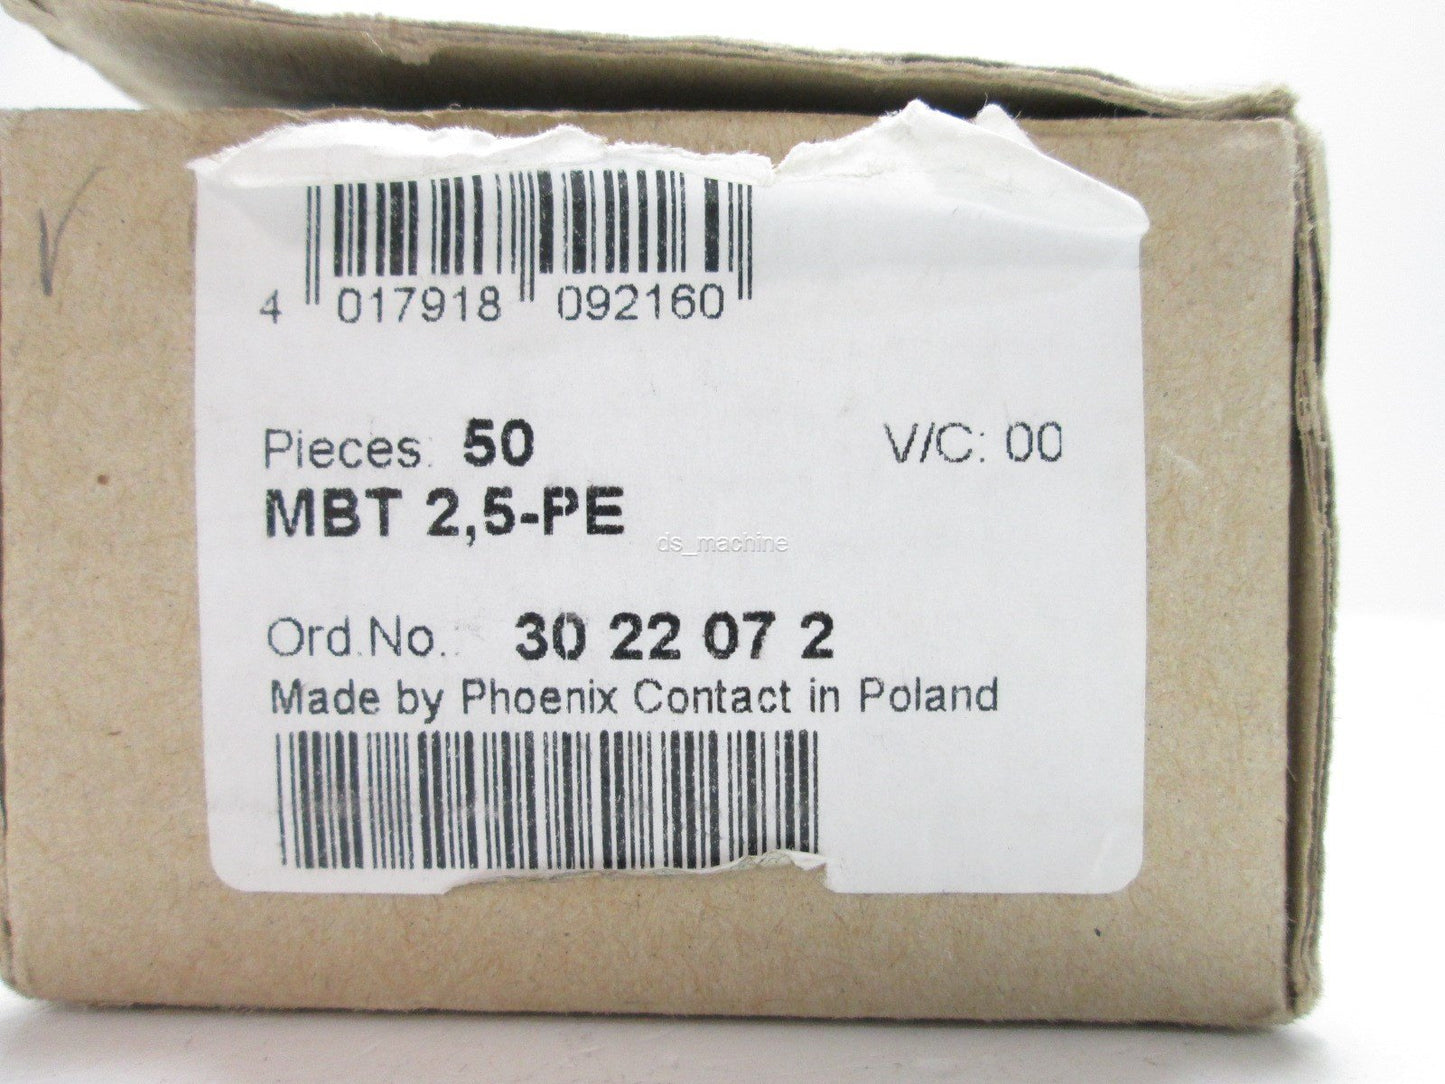 4 017918 092160
Pieces: 50 V/C: 00
MBT 2,5-PE
ds_machine
Ord.No.: 30 22 07 2
Made by Phoenix Contact in Poland